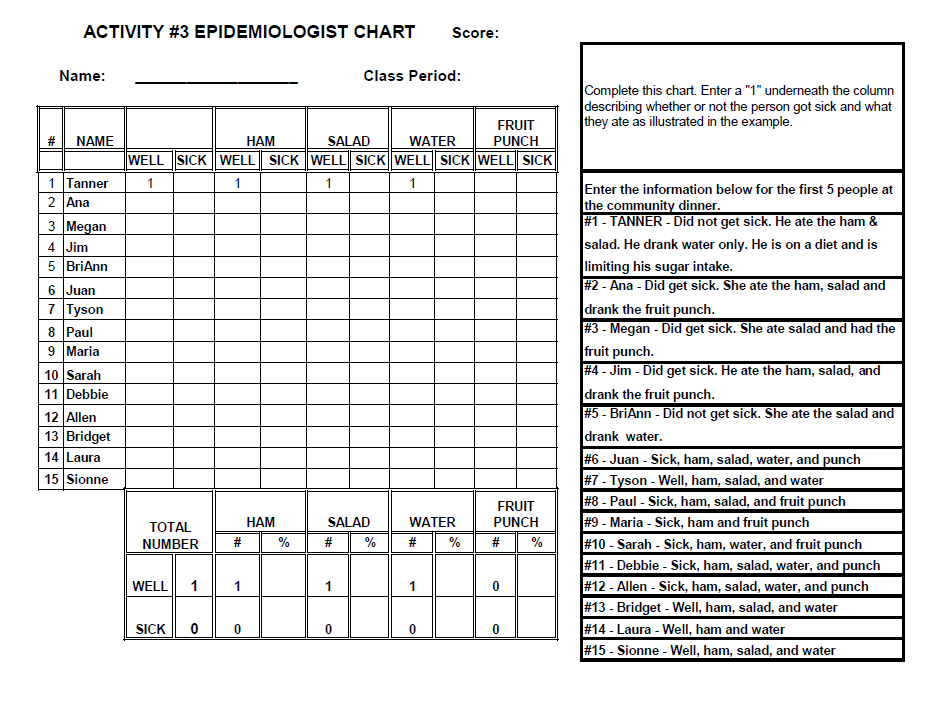 ACTIVITY #3 EPIDEMIOLOGIST CHART Score:
Name: ____________________ Class Period:
# NAME HAM SALAD WATER FRUIT PUNCH
WELL SICK WELL SICK WELL SICK WELL SICK WELL SICK
1 Tanner 1 1 1 1
2 Ana
3 Megan
4 Jim
5 BriAnn
6 Juan
7 Tyson
8 Paul
9 Maria
10 Sarah
11 Debbie
12 Allen
13 Bridget
14 Laura
15 Sionne
TOTAL NUMBER HAM SALAD WATER FRUIT PUNCH
# % # % # % # %
WELL 1 1 1 1 0
SICK 0 0 0 0 0
Complete this chart. Enter a "1" underneath the column
describing whether or not the person got sick and what
they ate as illustrated in the example.
Enter the information below for the first 5 people at
the community dinner.
#1 - TANNER - Did not get sick. He ate the ham &
salad. He drank water only. He is on a diet and is
limiting his sugar intake.
#2 - Ana - Did get sick. She ate the ham, salad and
drank the fruit punch.
#3 - Megan - Did get sick. She ate salad and had the
fruit punch.
#4 - Jim - Did get sick. He ate the ham, salad, and
drank the fruit punch.
#5 - BriAnn - Did not get sick. She ate the salad and
drank water.
#6 - Juan - Sick, ham, salad, water, and punch
#7 - Tyson - Well, ham, salad, and water
#8 - Paul - Sick, ham, salad, and fruit punch
#9 - Maria - Sick, ham and fruit punch
#10 - Sarah - Sick, ham, water, and fruit punch
#11 - Debbie - Sick, ham, salad, water, and punch
#12 - Allen - Sick, ham, salad, water, and punch
#13 - Bridget - Well, ham, salad, and water
#14 - Laura - Well, ham and water
#15 - Sionne - Well, ham, salad, and water